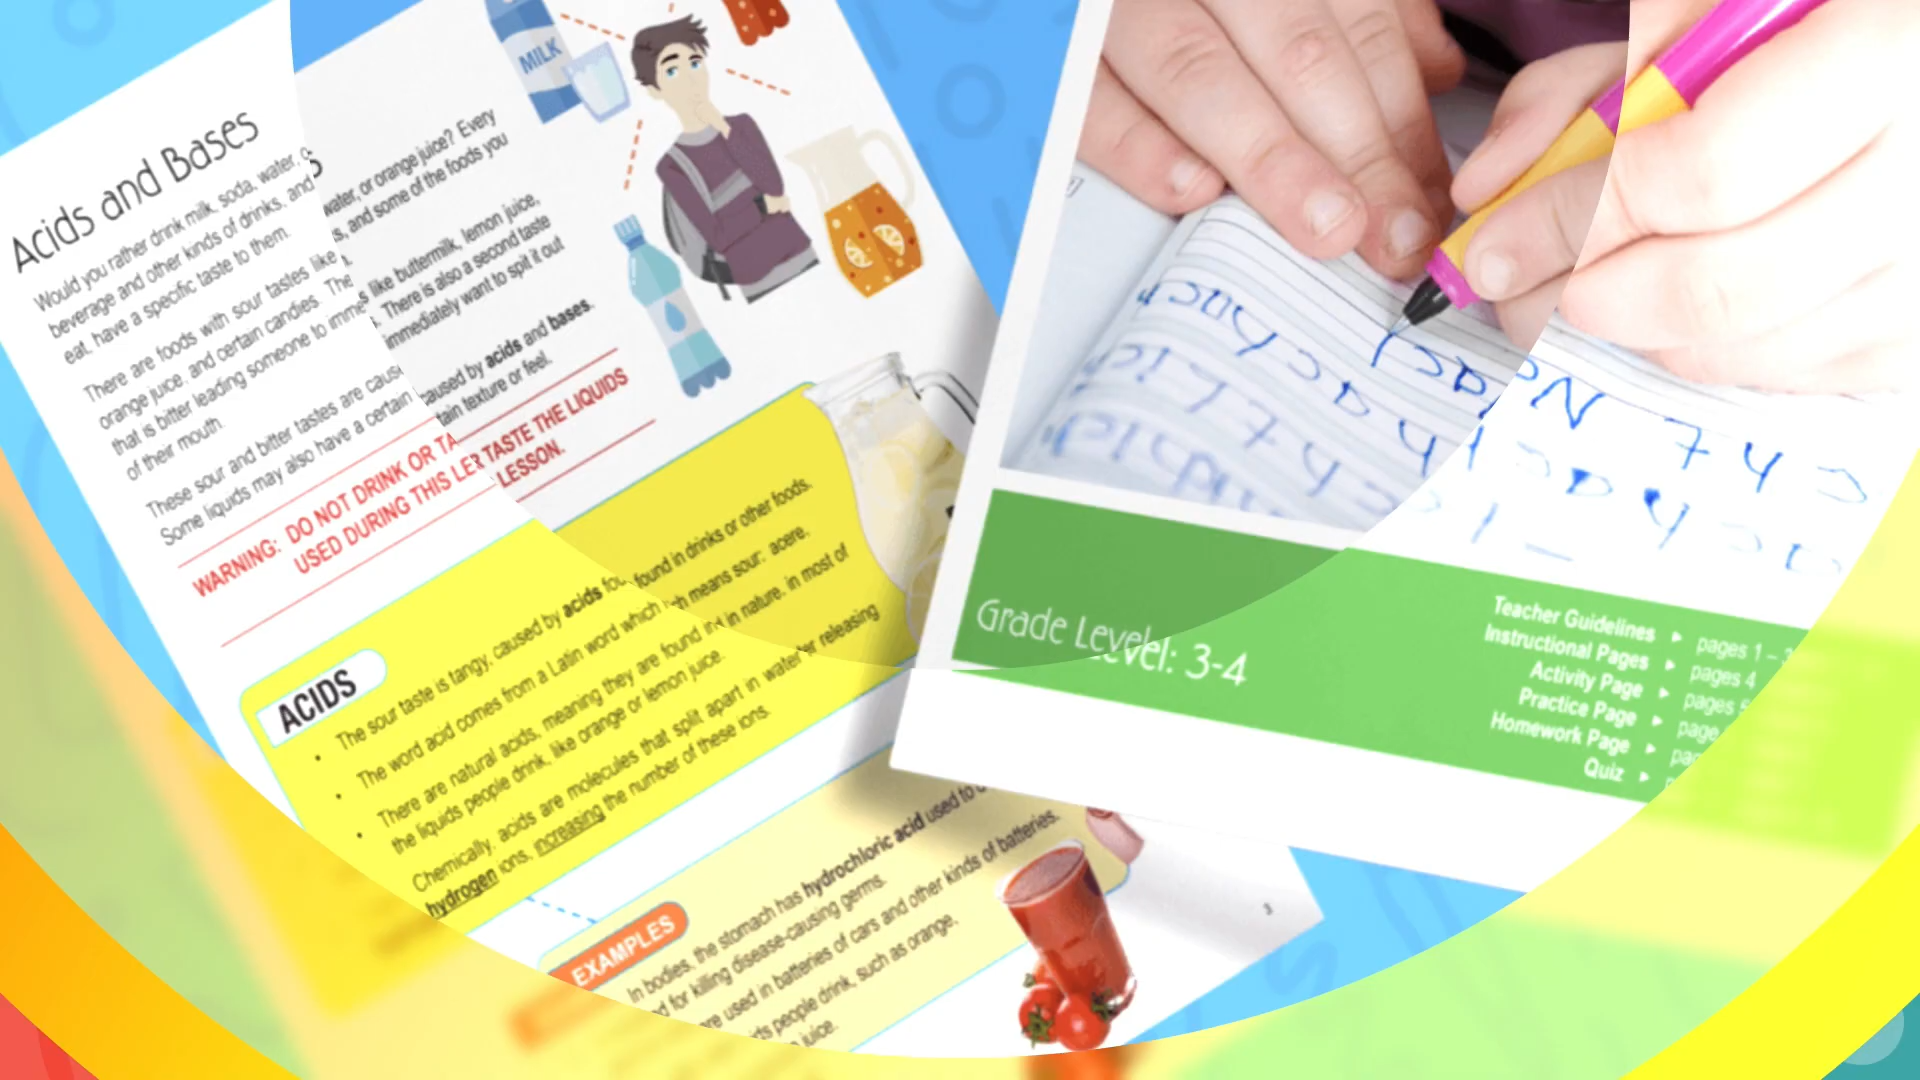 Acids and Bases
Would you rather drink milk, soda, water, or orange juice? Every
beverage and other kinds of drinks, and some of the foods you
eat, have a specific taste to them.
There are foods with sour tastes like buttermilk, lemon juice,
orange juice, and certain candies. There is also a second taste
that is bitter leading someone to immediately want to spit it out
of their mouth.
These sour and bitter tastes are caused by acids and bases.
Some liquids may also have a certain texture or feel.
WARNING: DO NOT DRINK OR TASTE THE LIQUIDS
USED DURING THIS LESSON.
MILK
ACIDS
• The sour taste is tangy, caused by acids found in drinks or other foods.
• The word acid comes from a Latin word which means sour: acere,
• There are natural acids, meaning they are found in nature, in most of
the liquids people drink, like orange or lemon juice.
Chemically, acids are molecules that split apart in water releasing
hydrogen ions, increasing the number of these ions.
EXAMPLES
In bodies, the stomach has hydrochloric acid used to
for killing disease-causing germs.
used in batteries of cars and other kinds of batteries.
people drink, such as orange,
juice.
3
Grade Level: 3-4
Teacher Guidelines ► pages 1 –
Instructional Pages ► pages 4
Activity Page ► pages
Practice Page ► page
Homework Page ►
Quiz ►